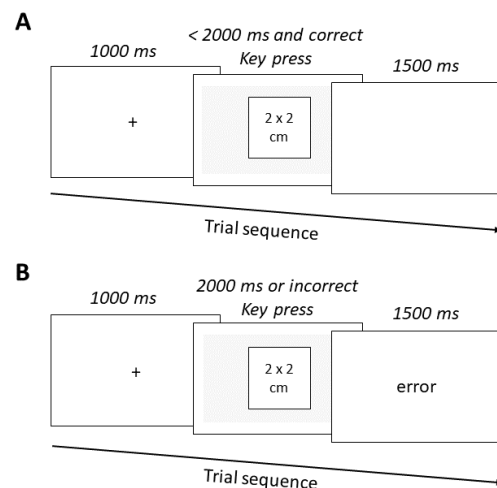 A
< 2000 ms and correct
1000 ms
Key press
1500 ms
+
2 x 2
cm
Trial sequence
B
2000 ms or incorrect
1000 ms
Key press
1500 ms
+
2 x 2
cm
error
Trial sequence